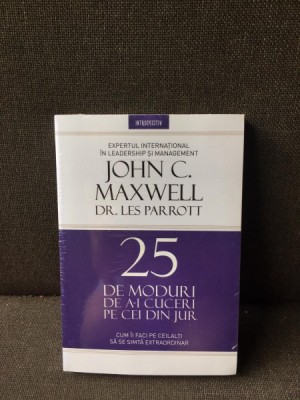 INTROSPECTIV
EXPERTUL INTERNAȚIONAL
ÎN LEADERSHIP ȘI MANAGEMENT
JOHN C.
MAXWELL
DR. LES PARROTT
25
DE MODURI
DE A-I CUCERI
PE CEI DIN JUR
CUM ÎI FACI PE CEILALȚI
SĂ SE SIMTĂ EXTRAORDINAR